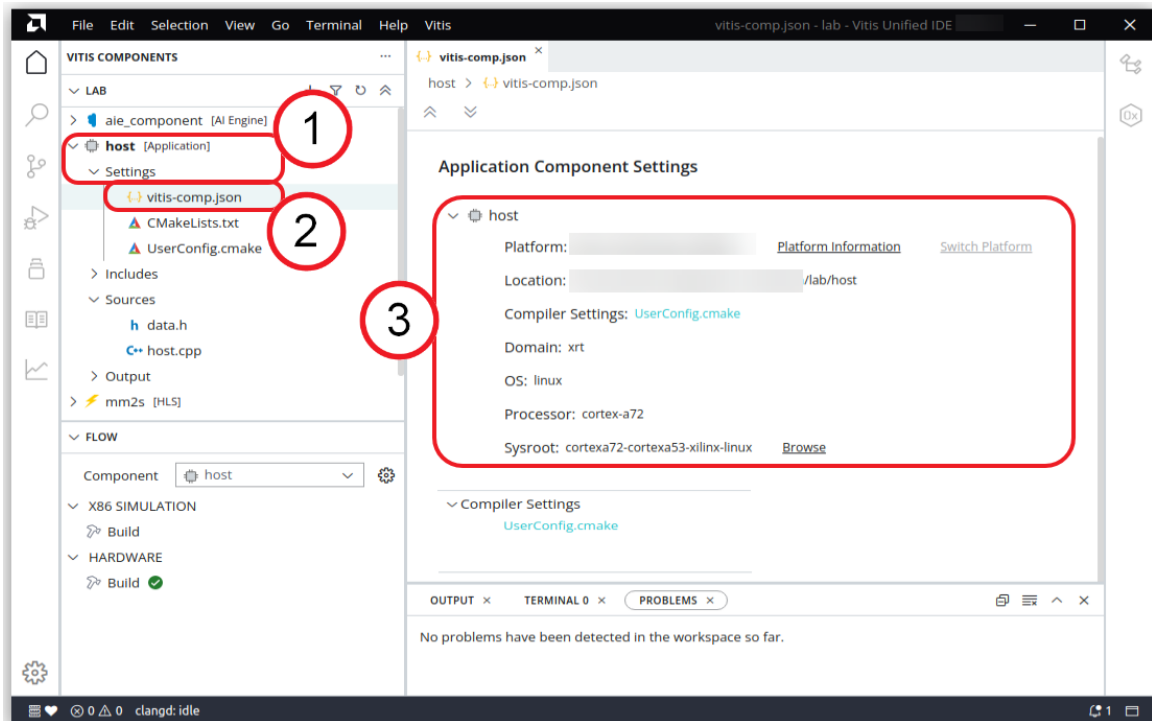 File Edit Selection View Go Terminal Help Vitis vitis-comp.json - lab - Vitis Unified IDE
VITIS COMPONENTS ...
LAB
aie_component [AI Engine]
host [Application]
Settings
{..} vitis-comp.json
CMakeLists.txt
UserConfig.cmake
Includes
Sources
h data.h
C++ host.cpp
Output
mm2s [HLS]
1
2
3
FLOW
Component host
X86 SIMULATION
Build
HARDWARE
Build
{..} vitis-comp.json ×
host > {..} vitis-comp.json
Application Component Settings
host
Platform: Platform Information Switch Platform
Location: /lab/host
Compiler Settings: UserConfig.cmake
Domain: xrt
OS: linux
Processor: cortex-a72
Sysroot: cortexa72-cortexa53-xilinx-linux Browse
Compiler Settings
UserConfig.cmake
OUTPUT × TERMINAL 0 × PROBLEMS ×
No problems have been detected in the workspace so far.
0x
0 0 clangd: idle 1